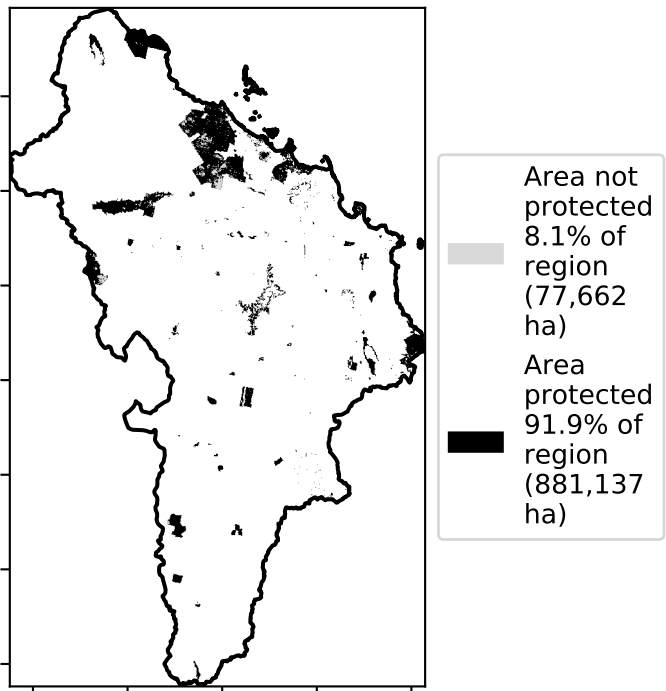 Area not
protected
8.1% of
region
(77,662
ha)
Area
protected
91.9% of
region
(881,137
ha)